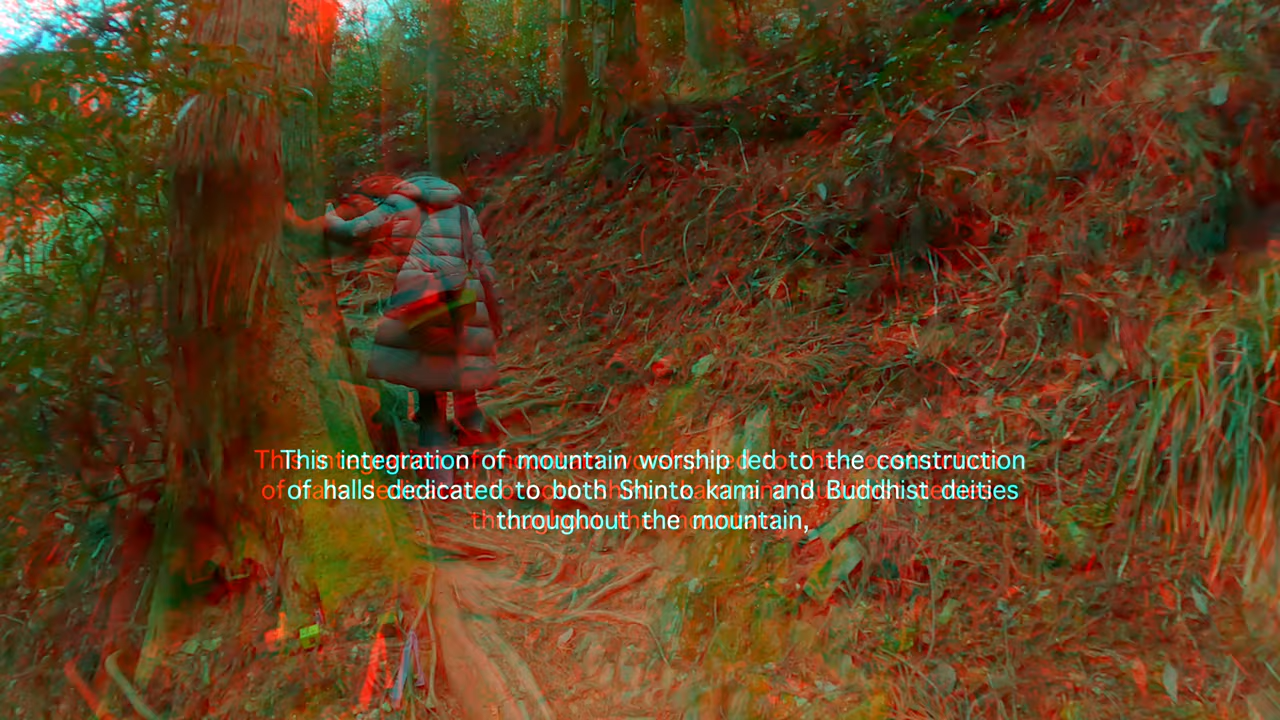 This integration of mountain worship led to the construction
of halls dedicated to both Shinto kami and Buddhist deities
throughout the mountain,